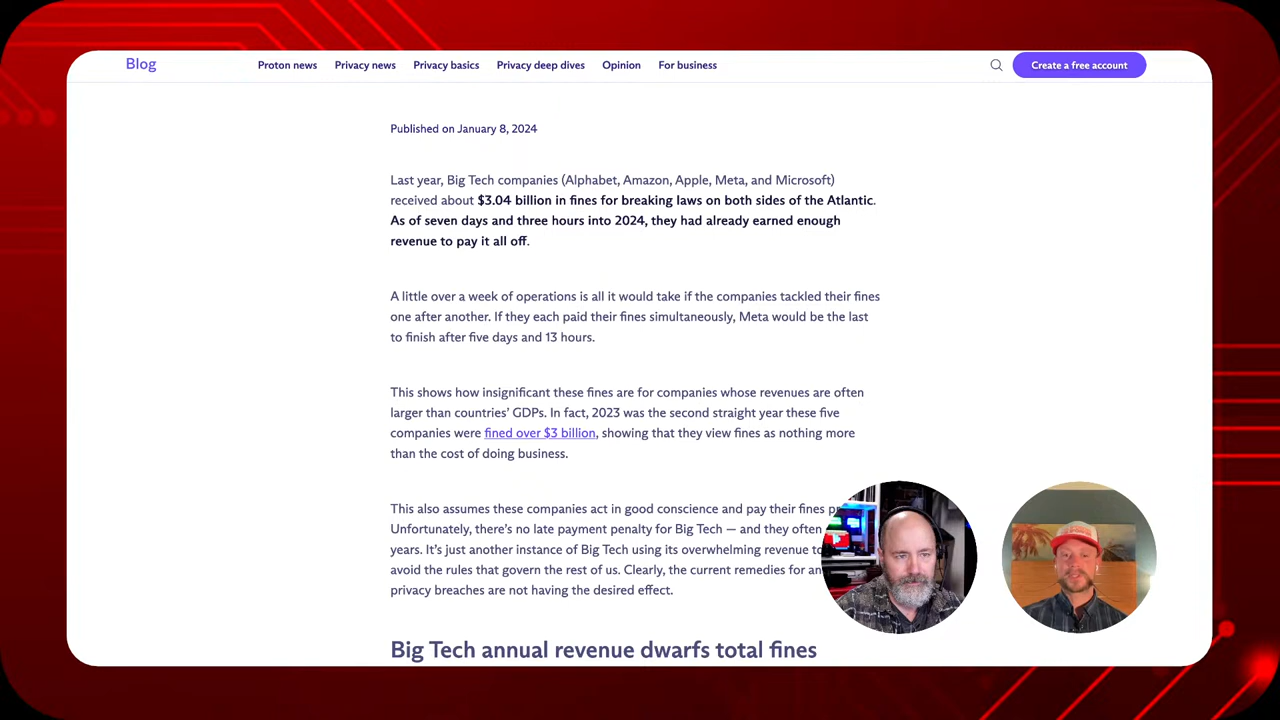 Blog
Proton news Privacy news Privacy basics Privacy deep dives Opinion For business
Create a free account
Published on January 8, 2024
Last year, Big Tech companies (Alphabet, Amazon, Apple, Meta, and Microsoft)
received about $3.04 billion in fines for breaking laws on both sides of the Atlantic.
As of seven days and three hours into 2024, they had already earned enough
revenue to pay it all off.
A little over a week of operations is all it would take if the companies tackled their fines
one after another. If they each paid their fines simultaneously, Meta would be the last
to finish after five days and 13 hours.
This shows how insignificant these fines are for companies whose revenues are often
larger than countries’ GDPs. In fact, 2023 was the second straight year these five
companies were fined over $3 billion, showing that they view fines as nothing more
than the cost of doing business.
This also assumes these companies act in good conscience and pay their fines
Unfortunately, there’s no late payment penalty for Big Tech — and they often
years. It’s just another instance of Big Tech using its overwhelming revenue
avoid the rules that govern the rest of us. Clearly, the current remedies for
privacy breaches are not having the desired effect.
Big Tech annual revenue dwarfs total fines